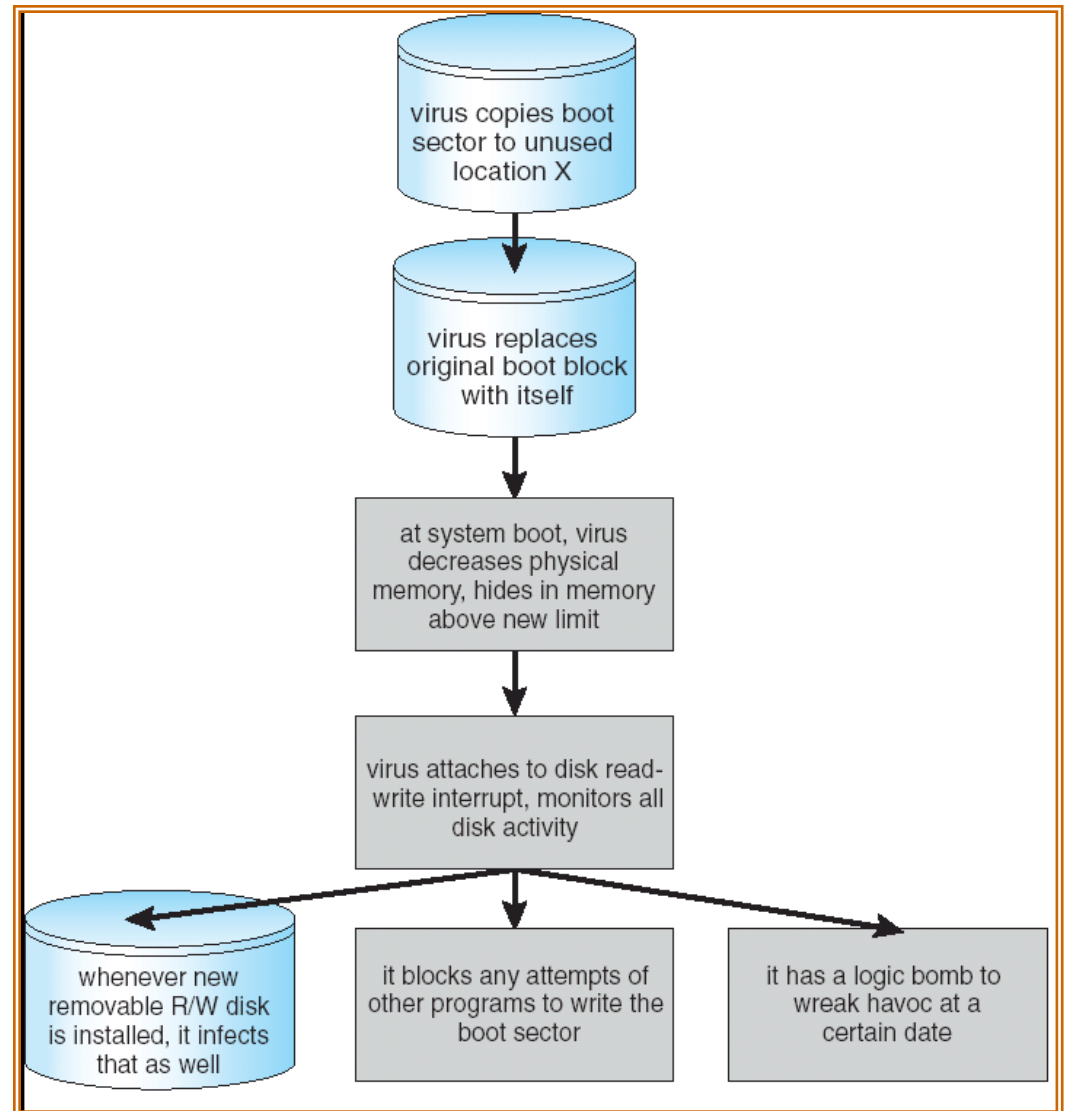 virus copies boot
sector to unused
location X
virus replaces
original boot block
with itself
at system boot, virus
decreases physical
memory, hides in memory
above new limit
virus attaches to disk read-
write interrupt, monitors all
disk activity
whenever new
removable R/W disk
is installed, it infects
that as well
it blocks any attempts of
other programs to write the
boot sector
it has a logic bomb to
wreak havoc at a
certain date